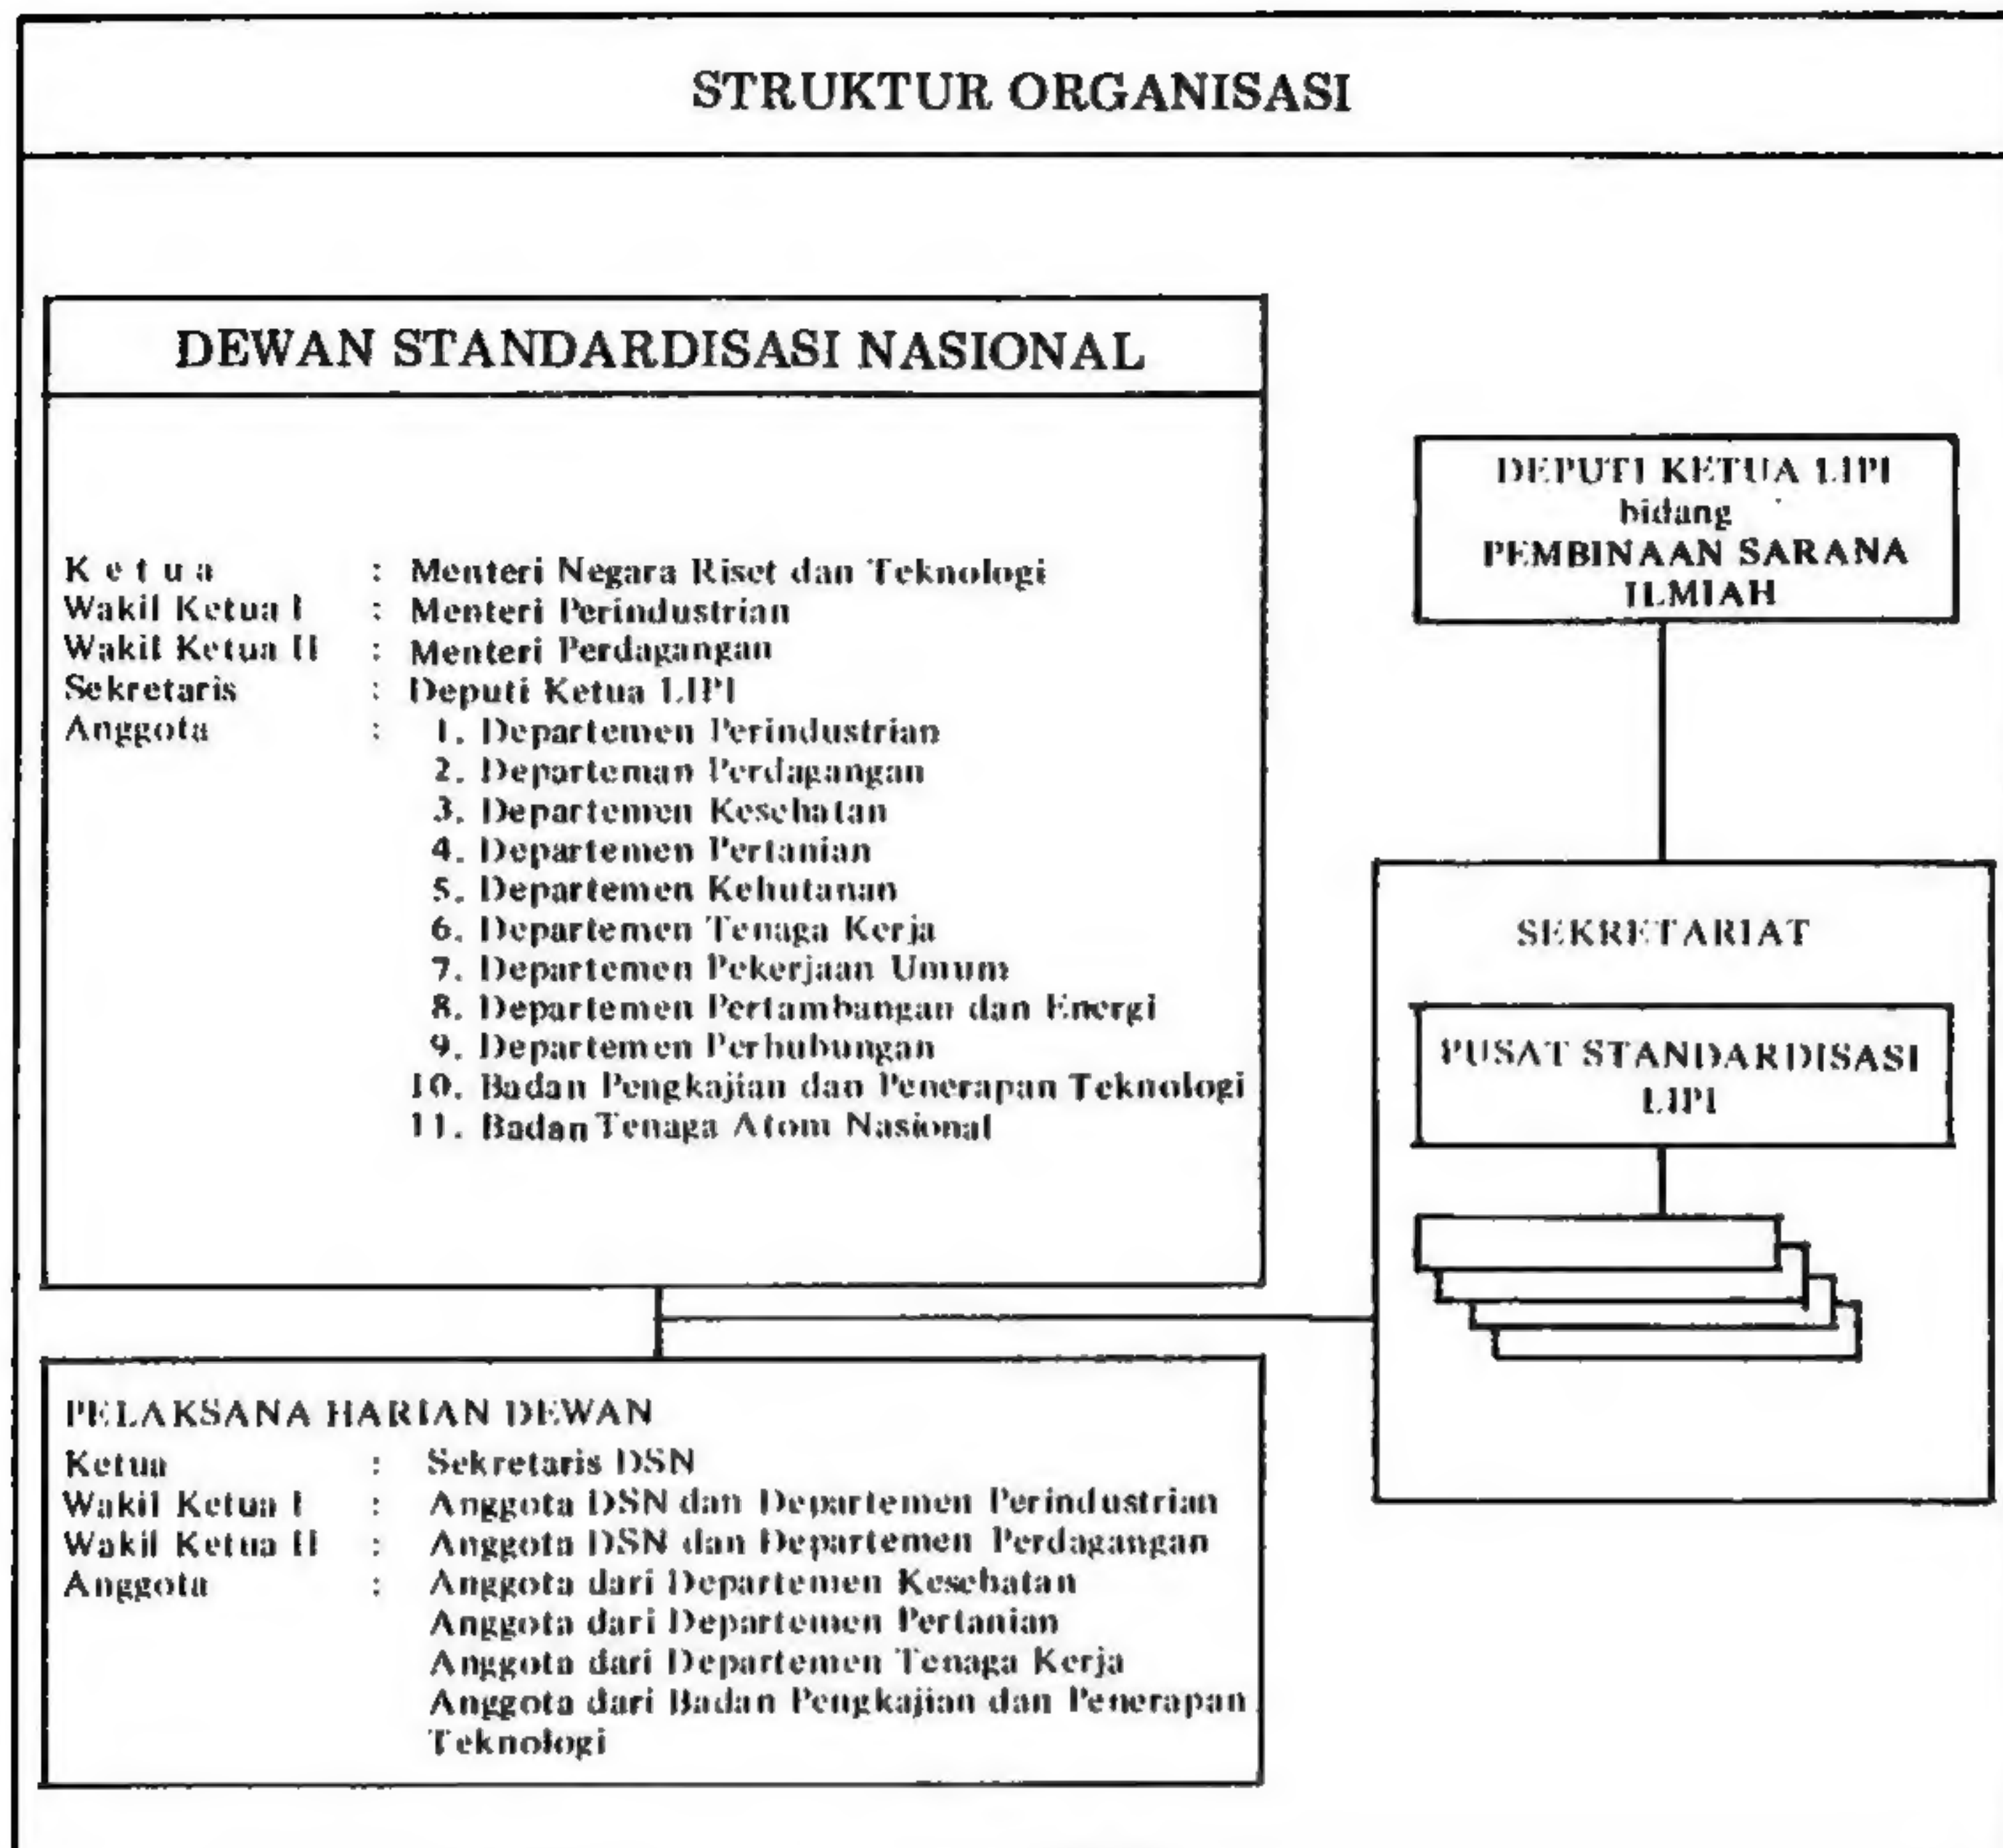 STRUKTUR ORGANISASI
DEWAN STANDARDISASI NASIONAL
K e t u a : Menteri Negara Riset dan Teknologi
Wakil Ketua I : Menteri Perindustrian
Wakil Ketua II : Menteri Perdagangan
Sekretaris : Deputi Ketua LIPI
Anggota : 1. Departemen Perindustrian
2. Departeman Perdagangan
3. Departemen Kesehatan
4. Departemen Pertanian
5. Departemen Kehutanan
6. Departemen Tenaga Kerja
7. Departemen Pekerjaan Umum
8. Departemen Pertambangan dan Energi
9. Departemen Perhubungan
10. Badan Pengkajian dan Penerapan Teknologi
11. Badan Tenaga Atom Nasional
DEPUTI KETUA LIPI
bidang
PEMBINAAN SARANA
ILMIAH
SEKRETARIAT
PUSAT STANDARDISASI
LIPI
PELAKSANA HARIAN DEWAN
Ketua : Sekretaris DSN
Wakil Ketua I : Anggota DSN dan Departemen Perindustrian
Wakil Ketua II : Anggota DSN dan Departemen Perdagangan
Anggota : Anggota dari Departemen Kesehatan
Anggota dari Departemen Pertanian
Anggota dari Departemen Tenaga Kerja
Anggota dari Badan Pengkajian dan Penerapan
Teknologi